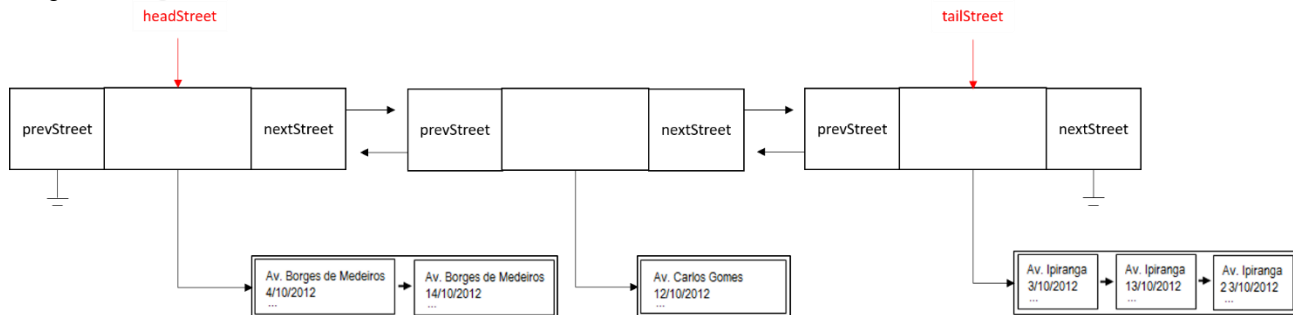 headStreet
tailStreet
prevStreet
nextStreet
prevStreet
nextStreet
prevStreet
nextStreet
Av. Borges de Medeiros
4/10/2012
...
Av. Borges de Medeiros
14/10/2012
...
Av. Carlos Gomes
12/10/2012
...
Av. Ipiranga
3/10/2012
...
Av. Ipiranga
13/10/2012
...
Av. Ipiranga
2 3/10/2012
...